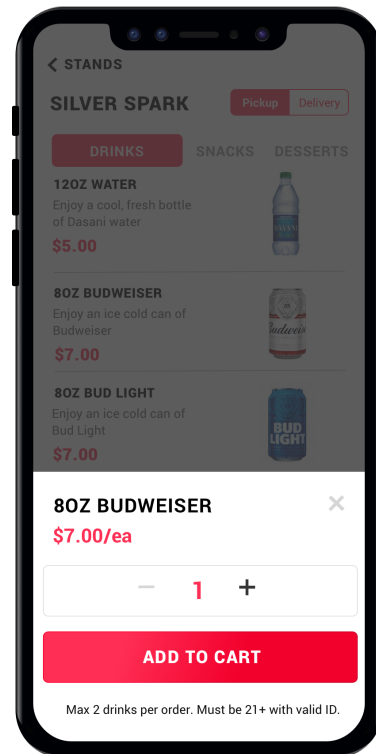 STANDS
SILVER SPARK
Pickup Delivery
DRINKS SNACKS DESSERTS
12OZ WATER
Enjoy a cool, fresh bottle
of Dasani water
DASANI
$5.00
8OZ BUDWEISER
Enjoy an ice cold can of
Budweiser
Budweiser
$7.00
8OZ BUD LIGHT
Enjoy an ice cold can of
Bud Light
BUD
LIGHT
$7.00
8OZ BUDWEISER
$7.00/ea
1
ADD TO CART
Max 2 drinks per order. Must be 21+ with valid ID.